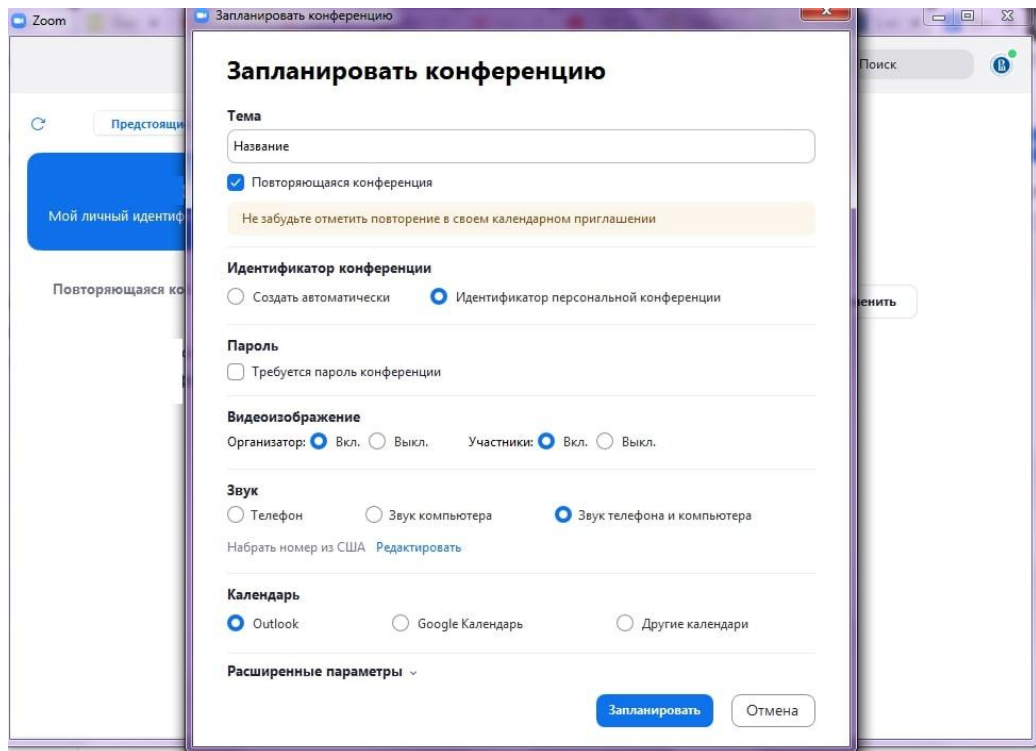 Zoom
Запланировать конференцию
Поиск
Запланировать конференцию
Тема
Предстоящи
Название
Повторяющаяся конференция
Мой личный идентиф
Не забудьте отметить повторение в своем календарном приглашении
Идентификатор конференции
Повторяющаяся ко
Создать автоматически Идентификатор персональной конференции
енить
Пароль
Требуется пароль конференции
Видеоизображение
Организатор: Вкл. Выкл. Участники: Вкл. Выкл.
Звук
Телефон Звук компьютера Звук телефона и компьютера
Набрать номер из США Редактировать
Календарь
Outlook Google Календарь Другие календари
Расширенные параметры
Запланировать Отмена